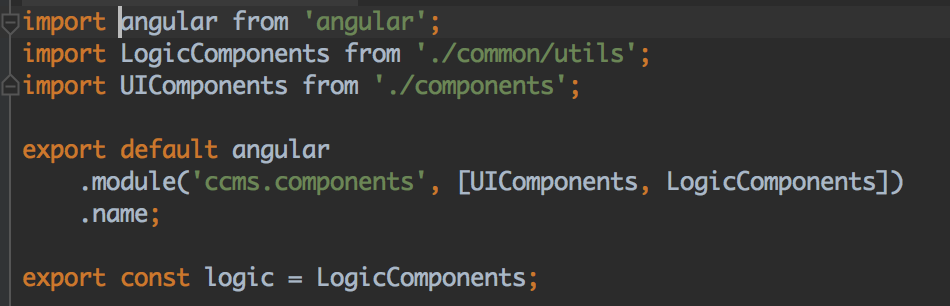 import angular from 'angular';
import LogicComponents from './common/utils';
import UIComponents from './components';
export default angular
.module('ccms.components', [UIComponents, LogicComponents])
.name;
export const logic = LogicComponents;